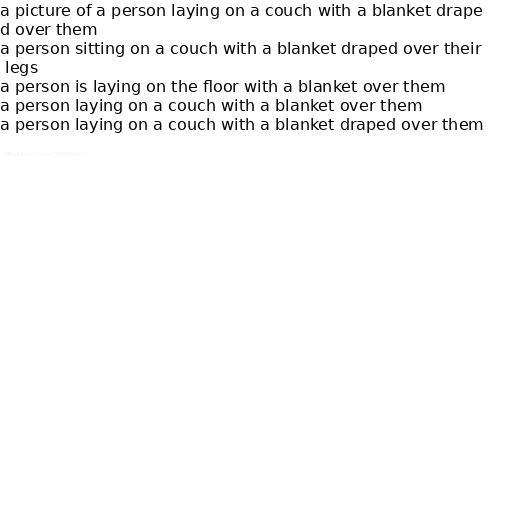 a picture of a person laying on a couch with a blanket drape
d over them
a person sitting on a couch with a blanket draped over their
legs
a person is laying on the floor with a blanket over them
a person laying on a couch with a blanket over them
a person laying on a couch with a blanket draped over them